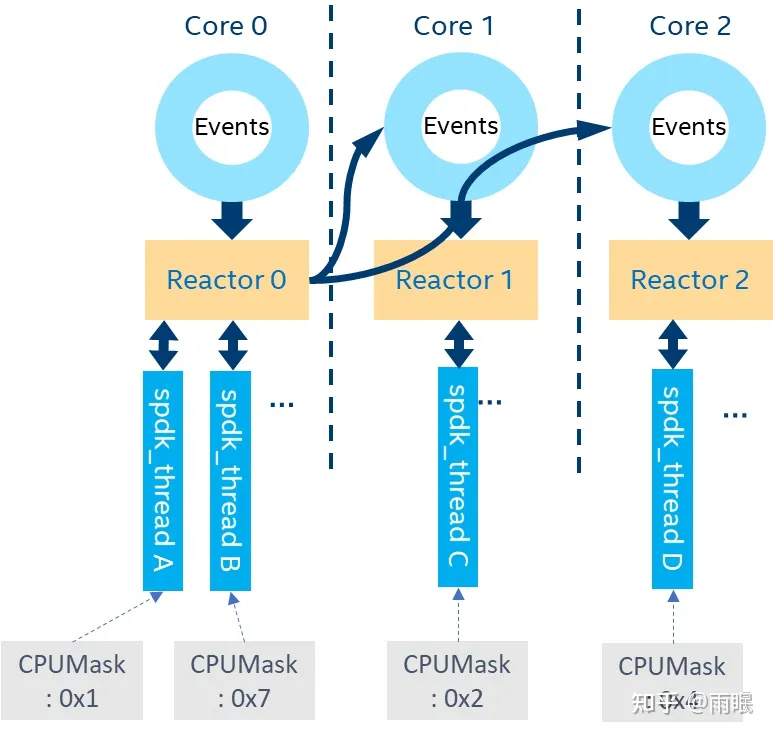 Core 0
Core 1
Core 2
Events
Events
Events
Reactor 0
Reactor 1
Reactor 2
spdk_thread A
spdk_thread B
...
spdk_thread C
...
spdk_thread D
...
CPUMask
: 0x1
CPUMask
: 0x7
CPUMask
: 0x2
CPUMask
: 0x4
知乎 @雨眠